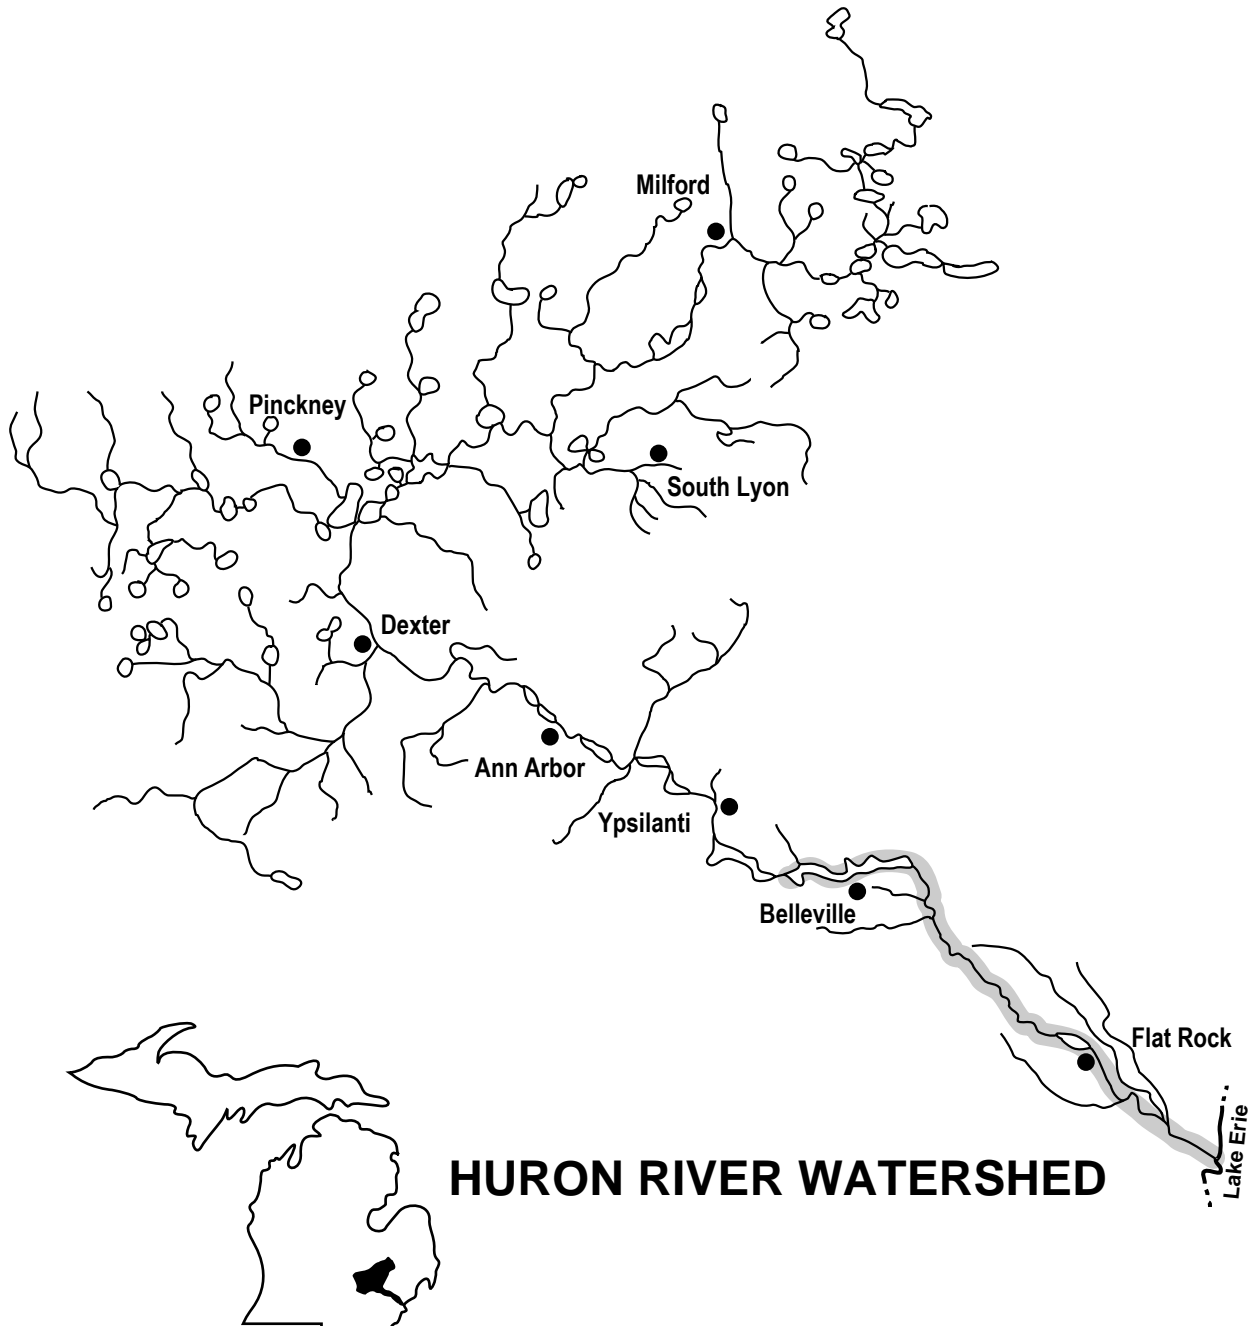 Milford
Pinckney
South Lyon
Dexter
Ann Arbor
Ypsilanti
Belleville
Flat Rock
Lake Erie
HURON RIVER WATERSHED